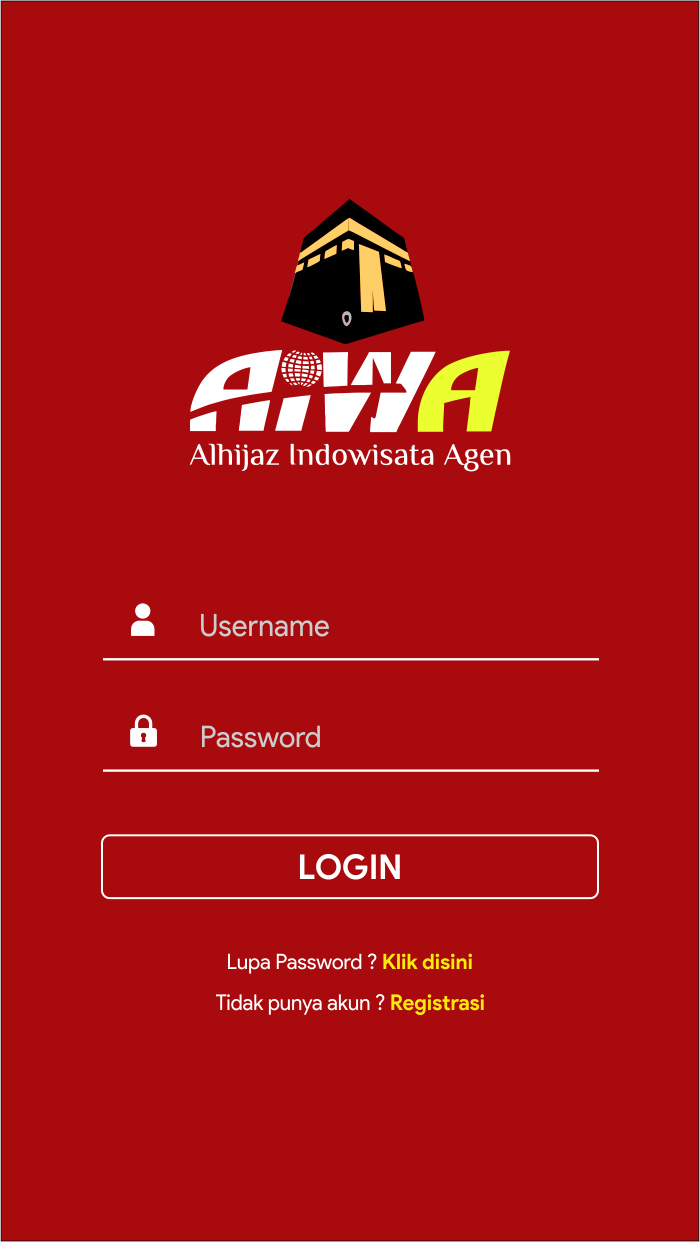 AIWA
Alhijaz Indowisata Agen
Username
Password
LOGIN
Lupa Password ? Klik disini
Tidak punya akun ? Registrasi